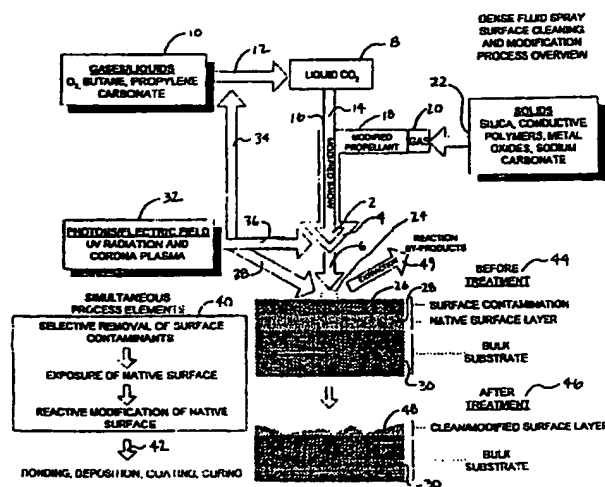 DENSE FLUID SPRAY
SURFACE CLEANING
AND MODIFICATION
PROCESS OVERVIEW
10
GASES/LIQUIDS
O2, BUTANE, PROPYLENE
CARBONATE
12
8
LIQUID CO2
14
16
18
20
MODIFIED
PROPELLANT
GAS
MODIFIED SNOW
22
SOLIDS
SILICA, CONDUCTIVE
POLYMERS, METAL
OXIDES, SODIUM
CARBONATE
34
32
PHOTONS/ELECTRIC FIELD
UV RADIATION AND
CORONA PLASMA
36
38
2
4
6
24
REACTION
BY-PRODUCTS
49
BEFORE
TREATMENT
44
26
28
SURFACE CONTAMINATION
NATIVE SURFACE LAYER
BULK
SUBSTRATE
30
SIMULTANEOUS
PROCESS ELEMENTS
40
SELECTIVE REMOVAL OF SURFACE
CONTAMINANTS
EXPOSURE OF NATIVE SURFACE
REACTIVE MODIFICATION OF NATIVE
SURFACE
42
BONDING, DEPOSITION, COATING, CURING
AFTER
TREATMENT
46
48
CLEAN/MODIFIED SURFACE LAYER
BULK
SUBSTRATE
30